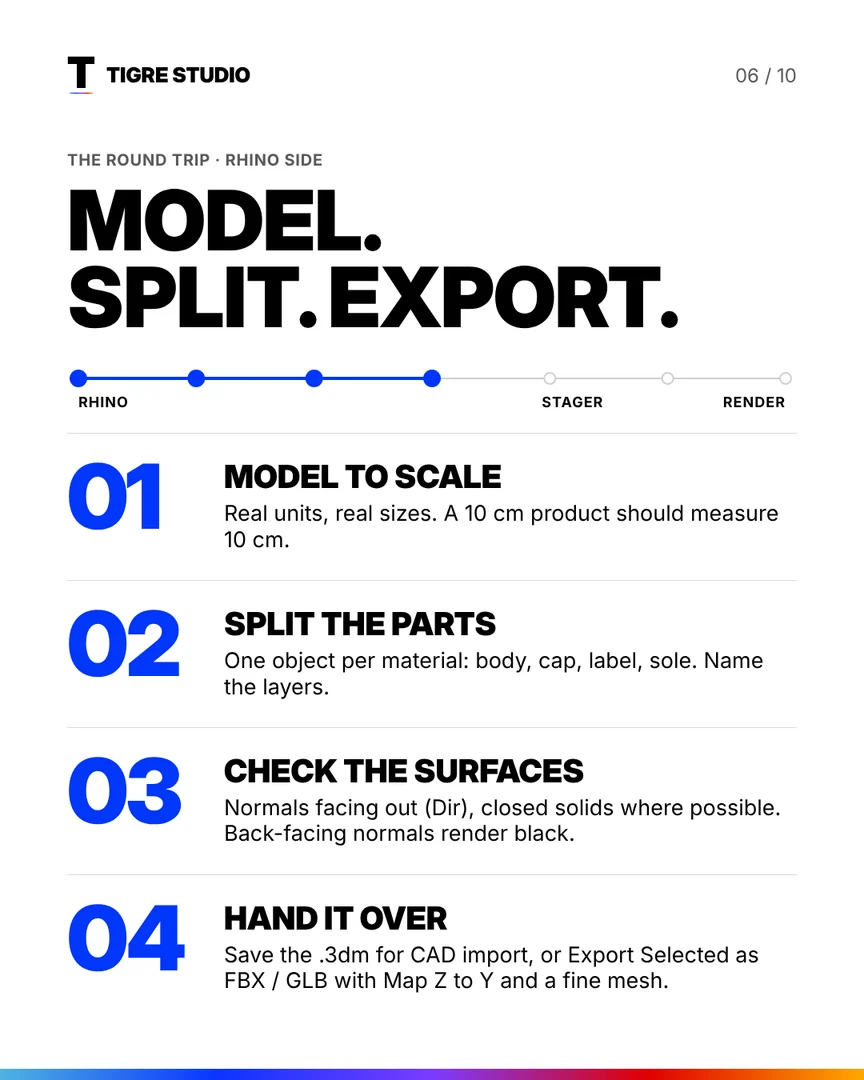 T TIGRE STUDIO
06 / 10
THE ROUND TRIP · RHINO SIDE
MODEL.
SPLIT. EXPORT.
RHINO
STAGER
RENDER
01
MODEL TO SCALE
Real units, real sizes. A 10 cm product should measure
10 cm.
02
SPLIT THE PARTS
One object per material: body, cap, label, sole. Name
the layers.
03
CHECK THE SURFACES
Normals facing out (Dir), closed solids where possible.
Back-facing normals render black.
04
HAND IT OVER
Save the .3dm for CAD import, or Export Selected as
FBX / GLB with Map Z to Y and a fine mesh.